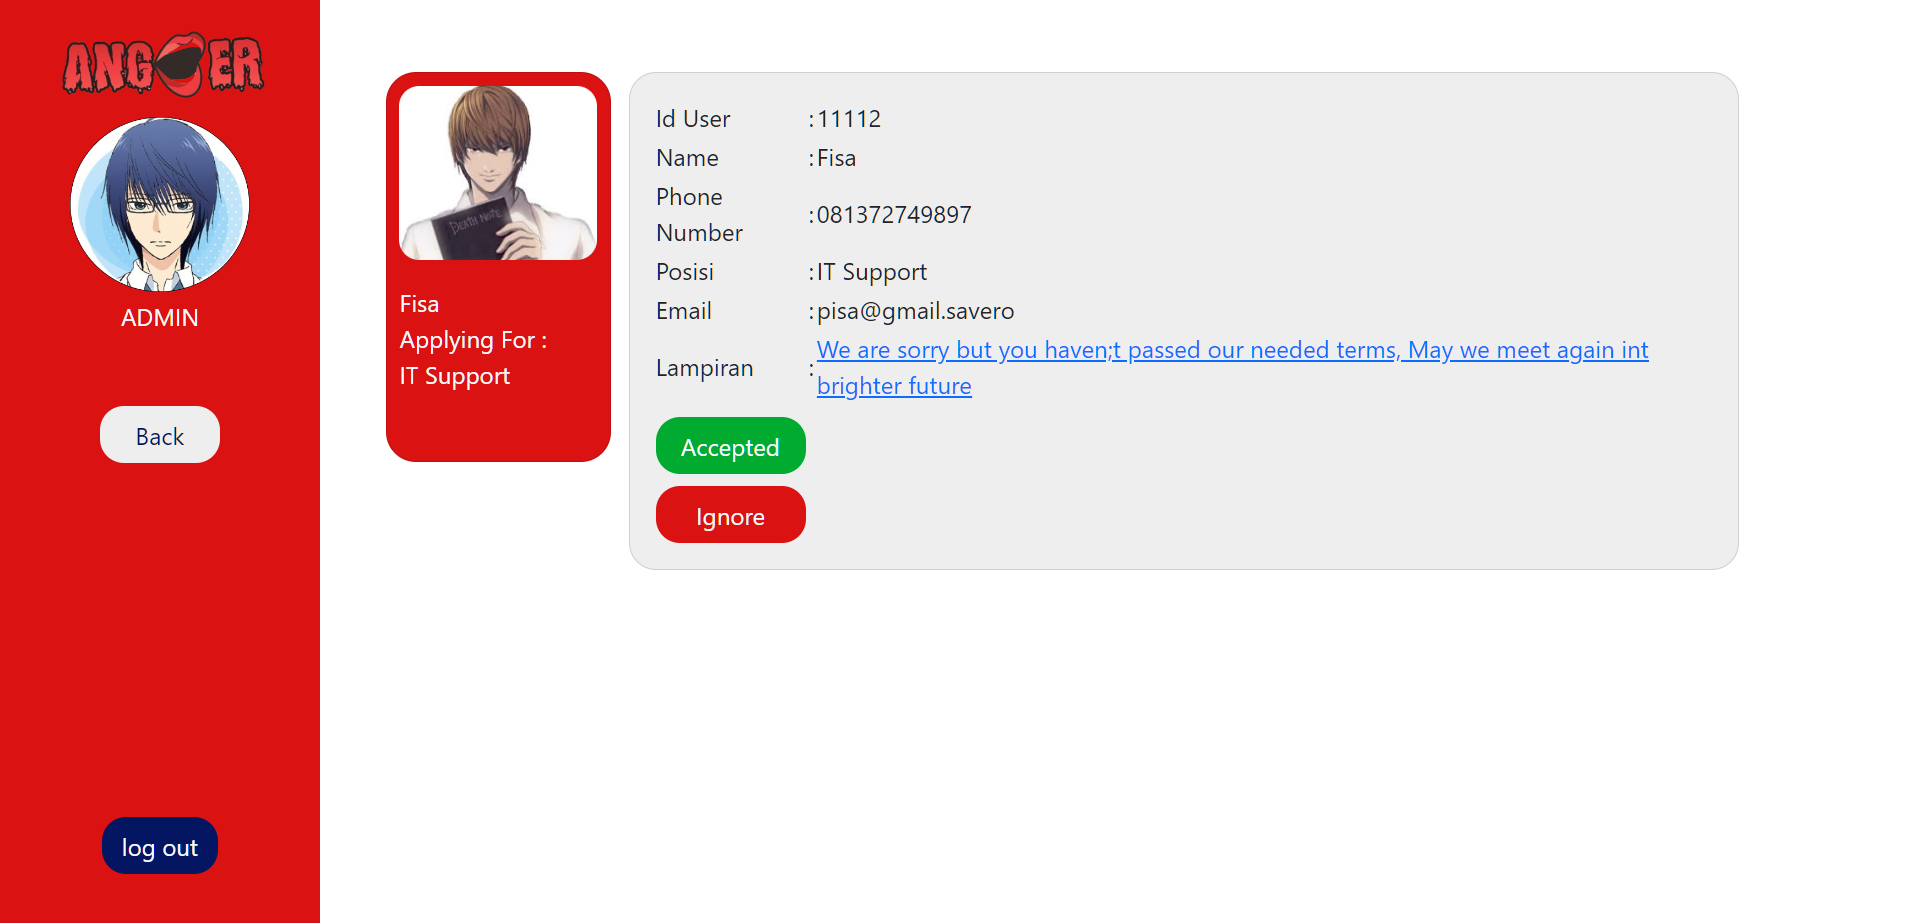 ANGER
ADMIN
Back
log out
DEATH NOTE
Fisa
Applying For :
IT Support
Id User : 11112
Name : Fisa
Phone
Number : 081372749897
Posisi : IT Support
Email : pisa@gmail.savero
Lampiran : We are sorry but you haven;t passed our needed terms, May we meet again int
brighter future
Accepted
Ignore